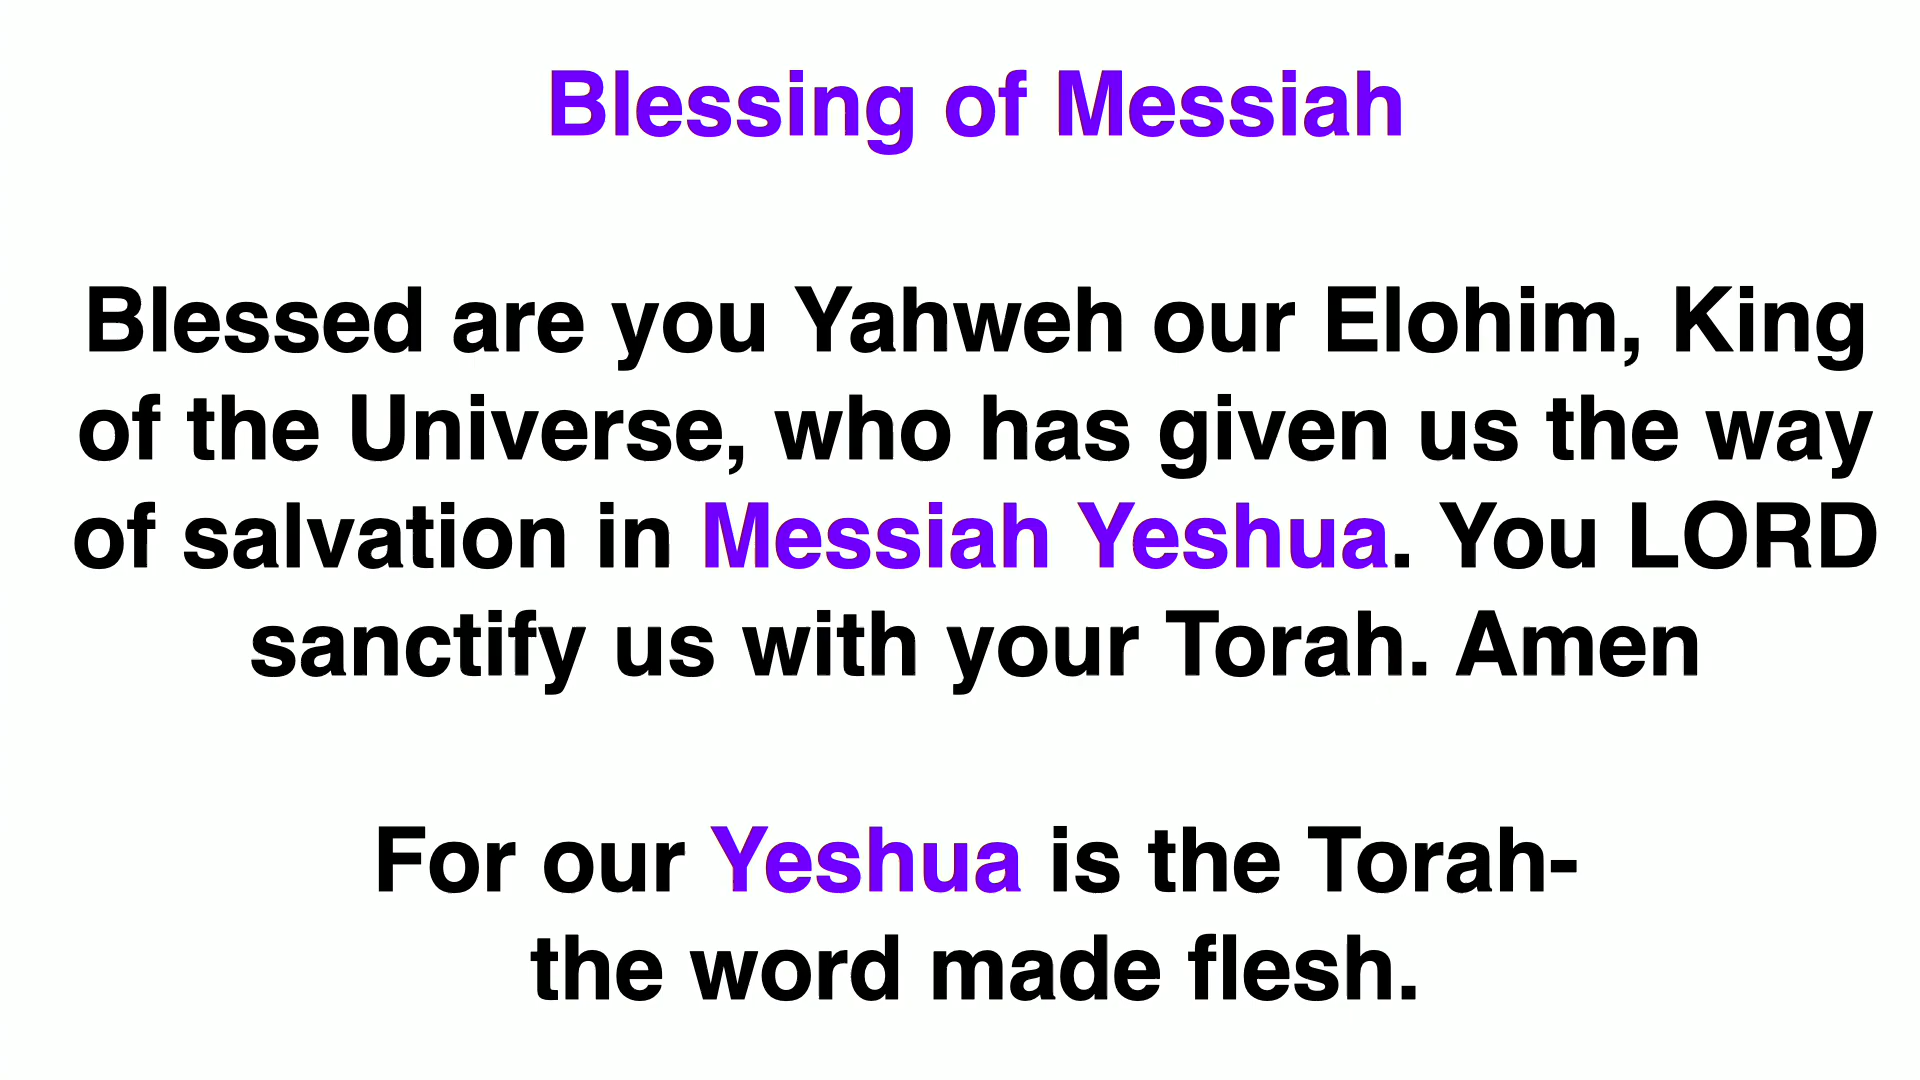 Blessing of Messiah
Blessed are you Yahweh our Elohim, King
of the Universe, who has given us the way
of salvation in Messiah Yeshua. You LORD
sanctify us with your Torah. Amen
For our Yeshua is the Torah-
the word made flesh.